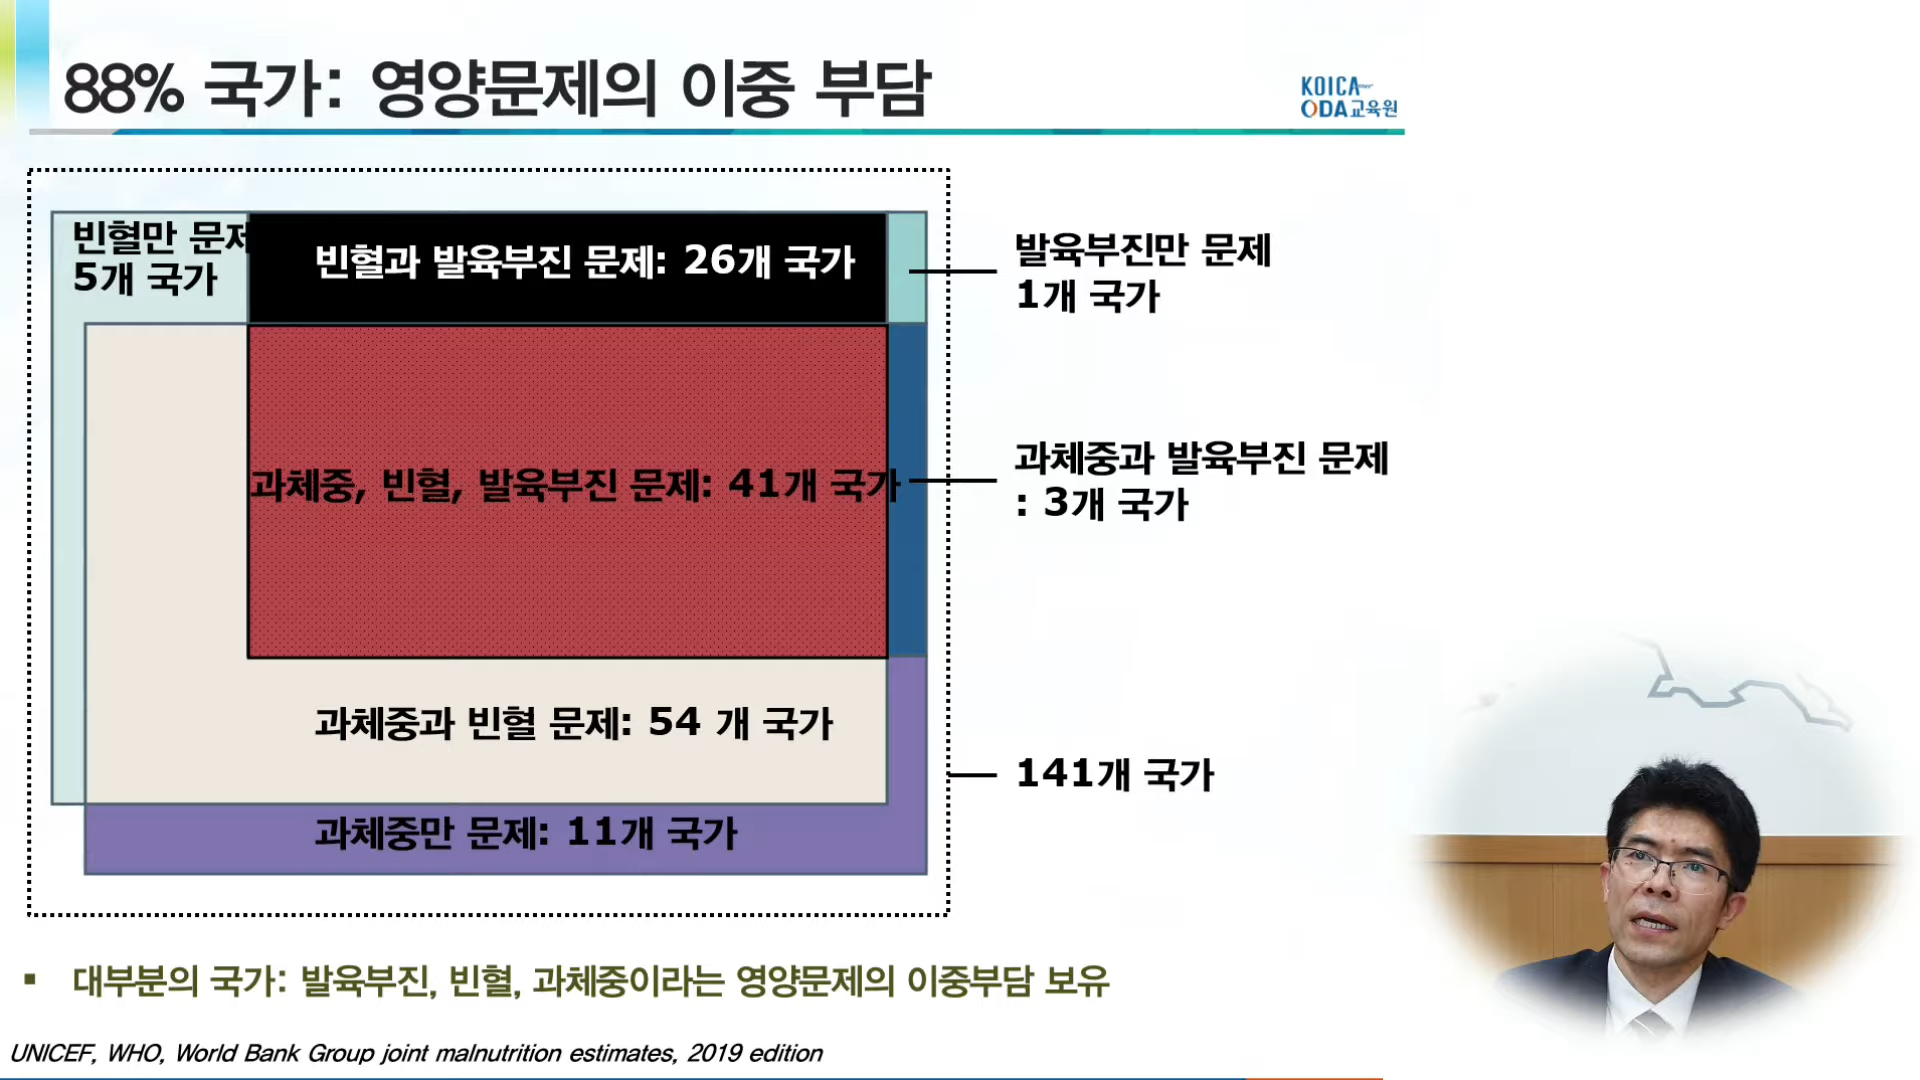 88% 국가: 영양문제의 이중 부담
KOICA
ODA교육원
빈혈만 문제
5개 국가
빈혈과 발육부진 문제: 26개 국가
발육부진만 문제
1개 국가
과체중, 빈혈, 발육부진 문제: 41개 국가
과체중과 발육부진 문제
: 3개 국가
과체중과 빈혈 문제: 54 개 국가
141개 국가
과체중만 문제: 11개 국가
▪ 대부분의 국가: 발육부진, 빈혈, 과체중이라는 영양문제의 이중부담 보유
UNICEF, WHO, World Bank Group joint malnutrition estimates, 2019 edition